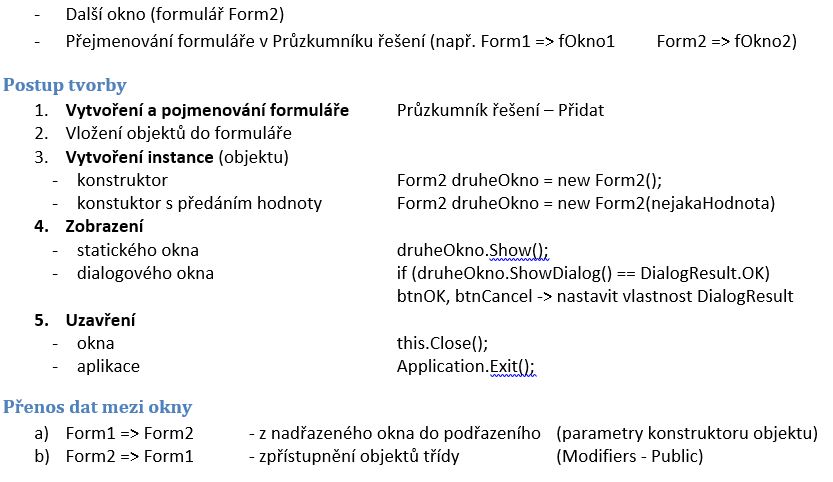 - Další okno (formulář Form2)
- Přejmenování formuláře v Průzkumníku řešení (např. Form1 => fOkno1 Form2 => fOkno2)
Postup tvorby
1. Vytvoření a pojmenování formuláře Průzkumník řešení – Přidat
2. Vložení objektů do formuláře
3. Vytvoření instance (objektu)
- konstruktor Form2 druheOkno = new Form2();
- konstuktor s předáním hodnoty Form2 druheOkno = new Form2(nejakaHodnota)
4. Zobrazení
- statického okna druheOkno.Show();
- dialogového okna if (druheOkno.ShowDialog() == DialogResult.OK)
btnOK, btnCancel -> nastavit vlastnost DialogResult
5. Uzavření
- okna this.Close();
- aplikace Application.Exit();
Přenos dat mezi okny
a) Form1 => Form2 - z nadřazeného okna do podřazeního (parametry konstruktoru objektu)
b) Form2 => Form1 - zpřístupnění objektů třídy (Modifiers - Public)